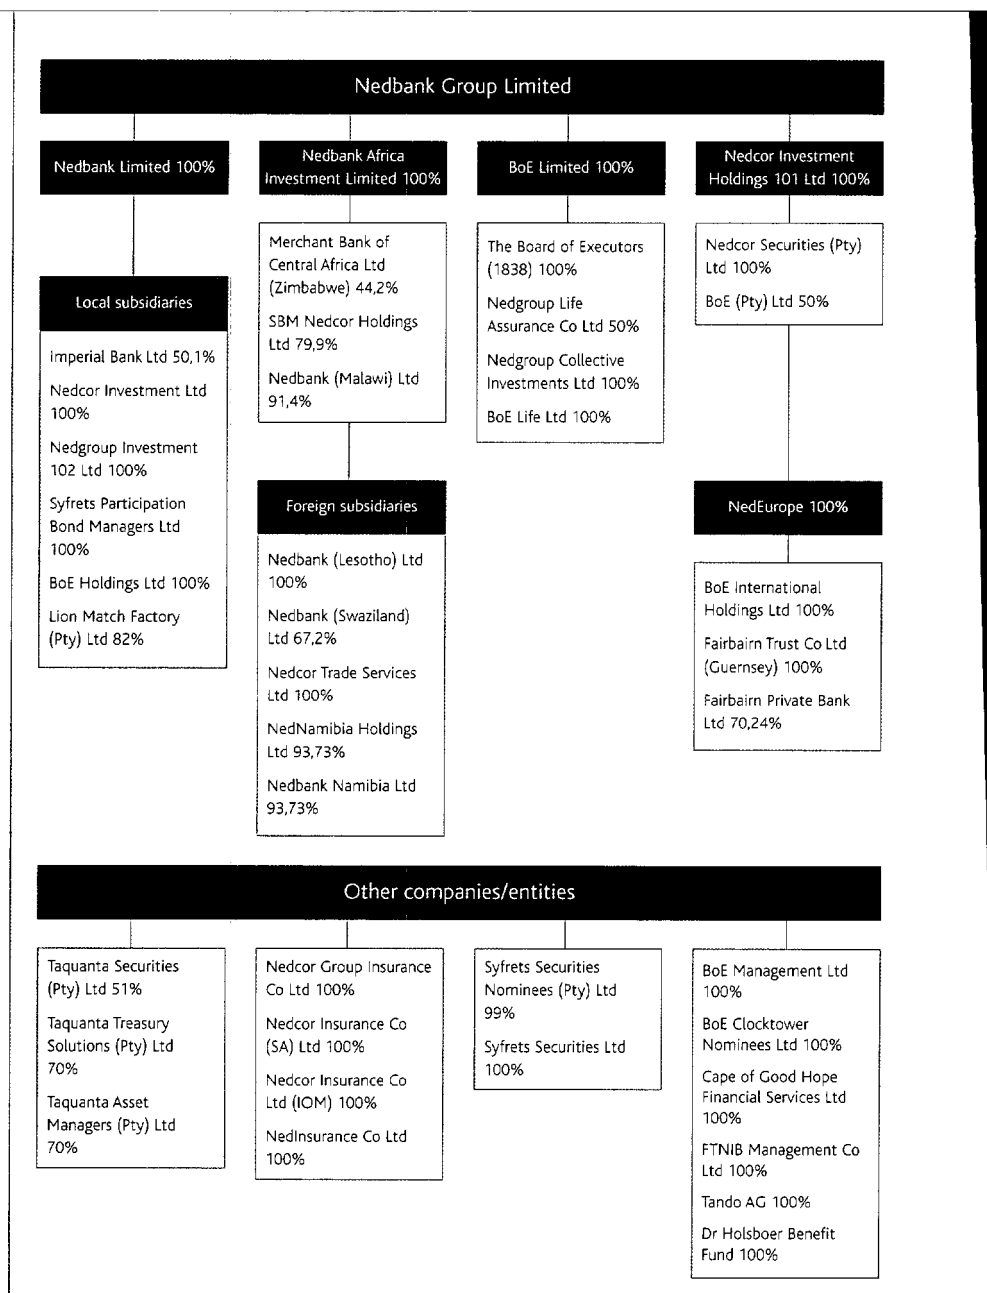 Nedbank Group Limited
Nedbank Limited 100%
Local subsidiaries
Imperial Bank Ltd 50,1%
Nedcor Investment Ltd
100%
Nedgroup Investment
102 Ltd 100%
Syfrets Participation
Bond Managers Ltd
100%
BoE Holdings Ltd 100%
Lion Match Factory
(Pty) Ltd 82%
Nedbank Africa
Investment Limited 100%
Merchant Bank of
Central Africa Ltd
(Zimbabwe) 44,2%
SBM Nedcor Holdings
Ltd 79,9%
Nedbank (Malawi) Ltd
91,4%
Foreign subsidiaries
Nedbank (Lesotho) Ltd
100%
Nedbank (Swaziland)
Ltd 67,2%
Nedcor Trade Services
Ltd 100%
NedNamibia Holdings
Ltd 93,73%
Nedbank Namibia Ltd
93,73%
BoE Limited 100%
The Board of Executors
(1838) 100%
Nedgroup Life
Assurance Co Ltd 50%
Nedgroup Collective
Investments Ltd 100%
BoE Life Ltd 100%
Nedcor Investment
Holdings 101 Ltd 100%
Nedcor Securities (Pty)
Ltd 100%
BoE (Pty) Ltd 50%
NedEurope 100%
BoE International
Holdings Ltd 100%
Fairbairn Trust Co Ltd
(Guernsey) 100%
Fairbairn Private Bank
Ltd 70,24%
Other companies/entities
Taquanta Securities
(Pty) Ltd 51%
Taquanta Treasury
Solutions (Pty) Ltd
70%
Taquanta Asset
Managers (Pty) Ltd
70%
Nedcor Group Insurance
Co Ltd 100%
Nedcor Insurance Co
(SA) Ltd 100%
Nedcor Insurance Co
Ltd (IOM) 100%
NedInsurance Co Ltd
100%
Syfrets Securities
Nominees (Pty) Ltd
99%
Syfrets Securities Ltd
100%
BoE Management Ltd
100%
BoE Clocktower
Nominees Ltd 100%
Cape of Good Hope
Financial Services Ltd
100%
FTNIB Management Co
Ltd 100%
Tando AG 100%
Dr Holsboer Benefit
Fund 100%